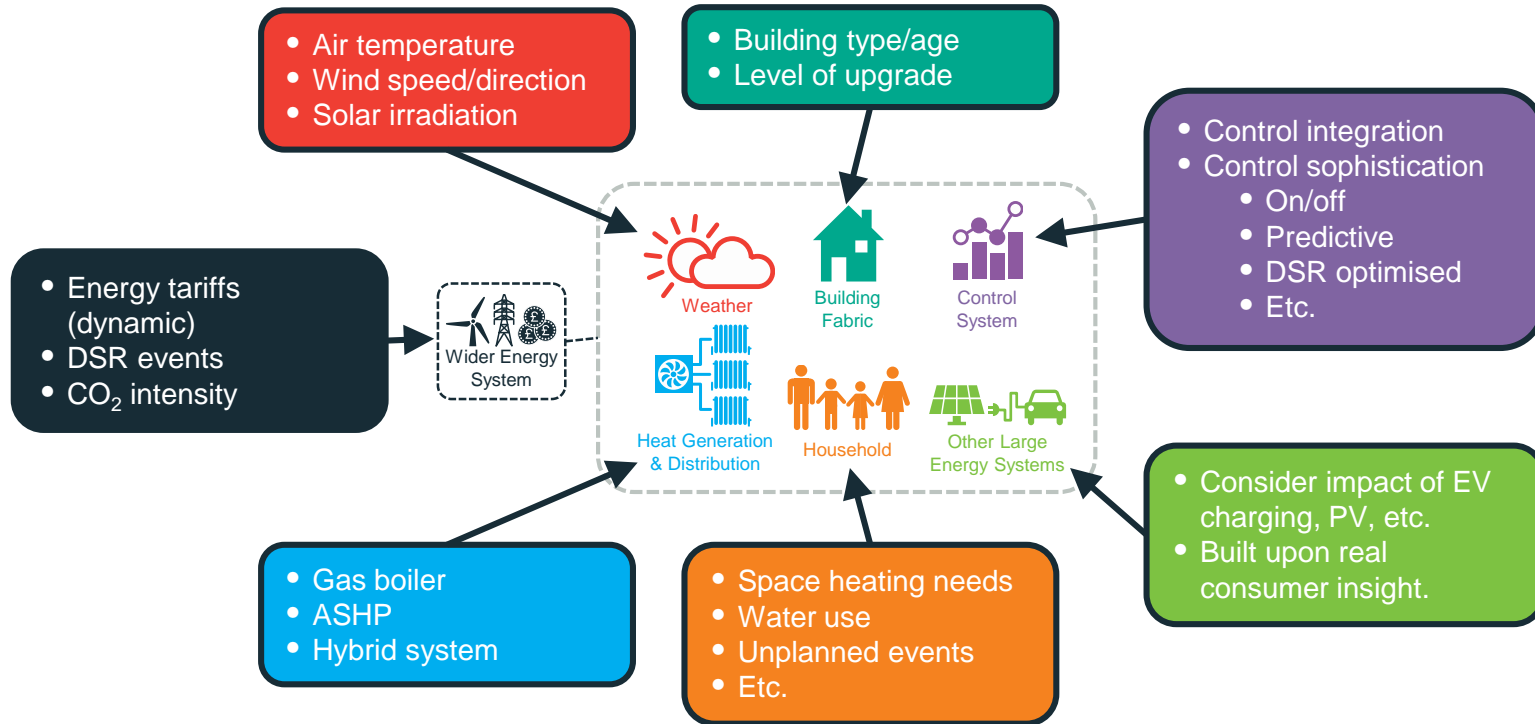 • Air temperature
• Wind speed/direction
• Solar irradiation
• Building type/age
• Level of upgrade
• Control integration
• Control sophistication
• On/off
• Predictive
• DSR optimised
• Etc.
• Energy tariffs
(dynamic)
• DSR events
• CO₂ intensity
Wider Energy
System
Weather
Building
Fabric
Control
System
Heat Generation
& Distribution
Household
Other Large
Energy Systems
• Gas boiler
• ASHP
• Hybrid system
• Space heating needs
• Water use
• Unplanned events
• Etc.
• Consider impact of EV
charging, PV, etc.
• Built upon real
consumer insight.